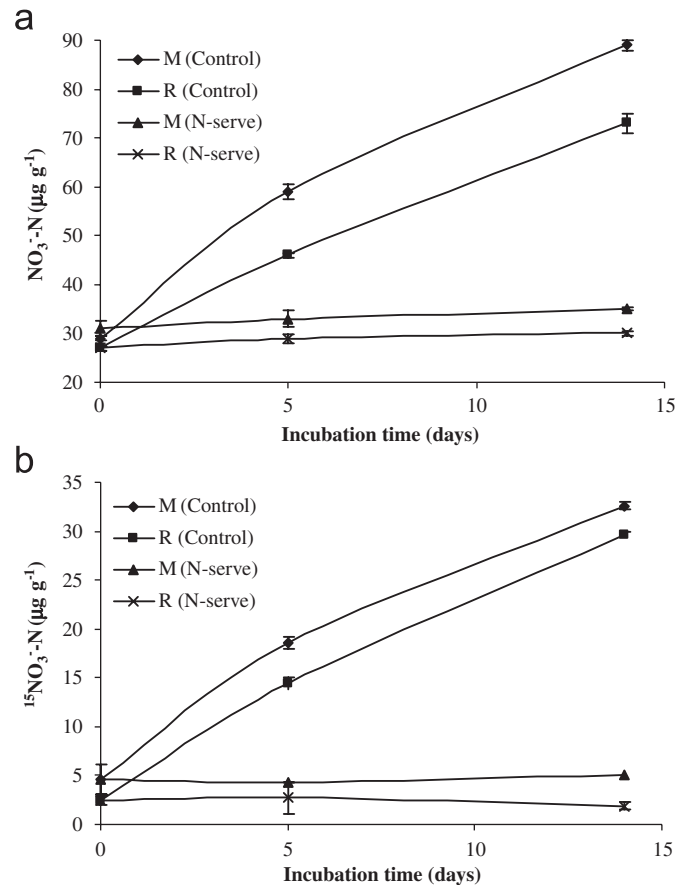 a
90
80
70
60
50
40
30
20
NO₃⁻-N (µg g⁻¹)
M (Control)
R (Control)
M (N-serve)
R (N-serve)
0 5 10 15
Incubation time (days)
b
35
30
25
20
15
10
5
0
¹⁵NO₃⁻-N (µg g⁻¹)
M (Control)
R (Control)
M (N-serve)
R (N-serve)
0 5 10 15
Incubation time (days)